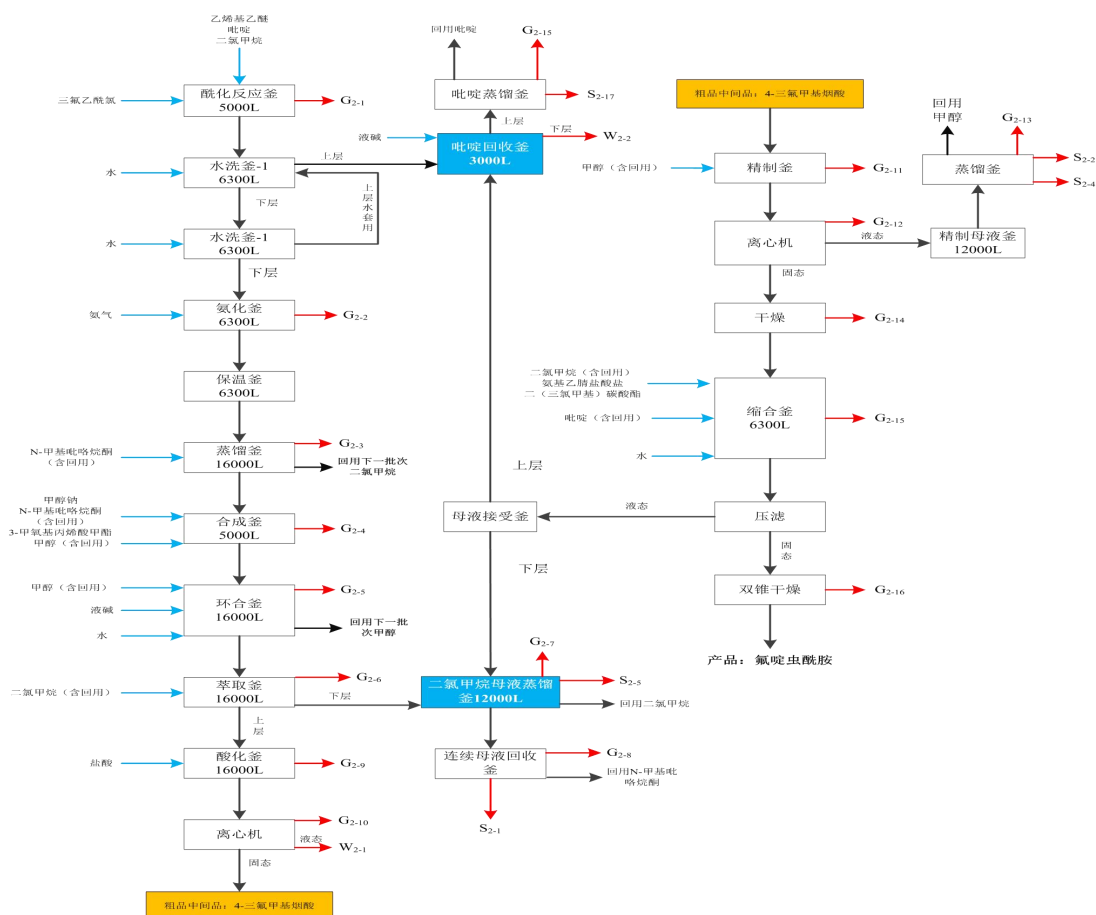 乙烯基乙醚
吡啶
二氯甲烷
三氟乙酰氯
酰化反应釜
5000L
G2-1
水
水洗釜-1
6300L
上层
下层
上层水套用
水
水洗釜-1
6300L
下层
氨气
氨化釜
6300L
G2-2
保温釜
6300L
N-甲基吡咯烷酮
（含回用）
蒸馏釜
16000L
G2-3
回用下一批次
二氯甲烷
甲醇钠
N-甲基吡咯烷酮
（含回用）
3-甲氧基丙烯酸甲酯
甲醇（含回用）
合成釜
5000L
G2-4
甲醇（含回用）
液碱
水
环合釜
16000L
G2-5
回用下一批
次甲醇
二氯甲烷（含回用）
萃取釜
16000L
G2-6
下层
上层
盐酸
酸化釜
16000L
G2-9
离心机
G2-10
液态
W2-1
固态
粗品中间品：4-三氟甲基烟酸
回用吡啶
G2-15
吡啶蒸馏釜
S2-17
上层
下层
液碱
吡啶回收釜
3000L
W2-2
上层
母液接受釜
液态
下层
G2-7
二氯甲烷母液蒸馏
釜12000L
S2-5
回用二氯甲烷
连续母液回收
釜
G2-8
回用N-甲基吡
咯烷酮
S2-1
粗品中间品：4-三氟甲基烟酸
甲醇（含回用）
精制釜
G2-11
离心机
G2-12
液态
固态
回用
甲醇
G2-13
蒸馏釜
S2-2
S2-4
精制母液釜
12000L
干燥
G2-14
二氯甲烷（含回用）
氨基乙腈盐酸盐
二（三氯甲基）碳酸酯
吡啶（含回用）
水
缩合釜
6300L
G2-15
压滤
固态
双锥干燥
G2-16
产品：氟啶虫酰胺